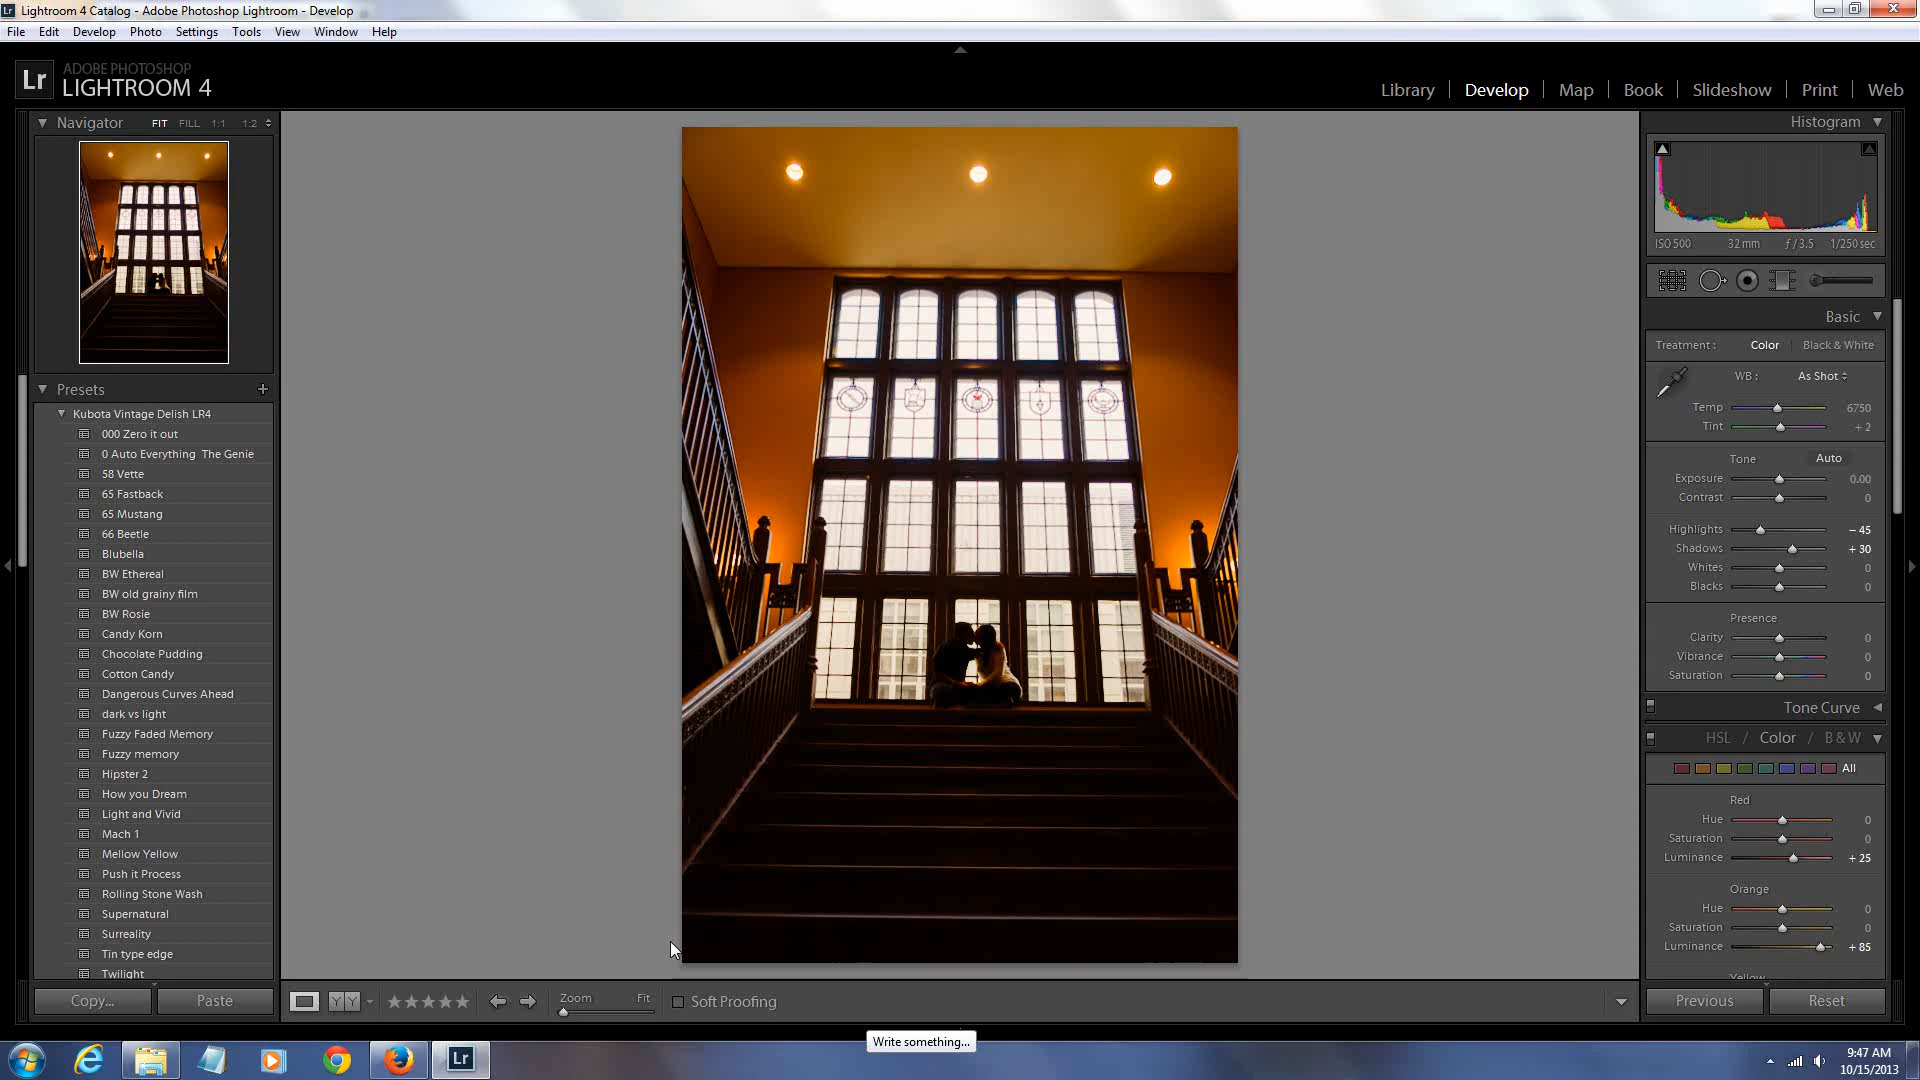 Lightroom 4 Catalog - Adobe Photoshop Lightroom - Develop
File Edit Develop Photo Settings Tools View Window Help
Lr ADOBE PHOTOSHOP
LIGHTROOM 4
Library Develop Map Book Slideshow Print Web
Navigator FIT FILL 1:1 1:2
Presets +
Kubota Vintage Delish LR4
000 Zero it out
0 Auto Everything The Genie
58 Vette
65 Fastback
65 Mustang
66 Beetle
Blubella
BW Ethereal
BW old grainy film
BW Rosie
Candy Korn
Chocolate Pudding
Cotton Candy
Dangerous Curves Ahead
dark vs light
Fuzzy Faded Memory
Fuzzy memory
Hipster 2
How you Dream
Light and Vivid
Mach 1
Mellow Yellow
Push it Process
Rolling Stone Wash
Supernatural
Surreality
Tin type edge
Twilight
Copy... Paste
YY Zoom Fit Soft Proofing
Histogram
ISO 500 32 mm f / 3.5 1/250 sec
Basic
Treatment : Color Black & White
WB : As Shot
Temp 6750
Tint + 2
Tone Auto
Exposure 0.00
Contrast 0
Highlights - 45
Shadows + 30
Whites 0
Blacks 0
Presence
Clarity 0
Vibrance 0
Saturation 0
Tone Curve
HSL / Color / B & W
All
Red
Hue 0
Saturation 0
Luminance + 25
Orange
Hue 0
Saturation 0
Luminance + 85
Yellow
Previous Reset
Write something...
Lr
9:47 AM
10/15/2013